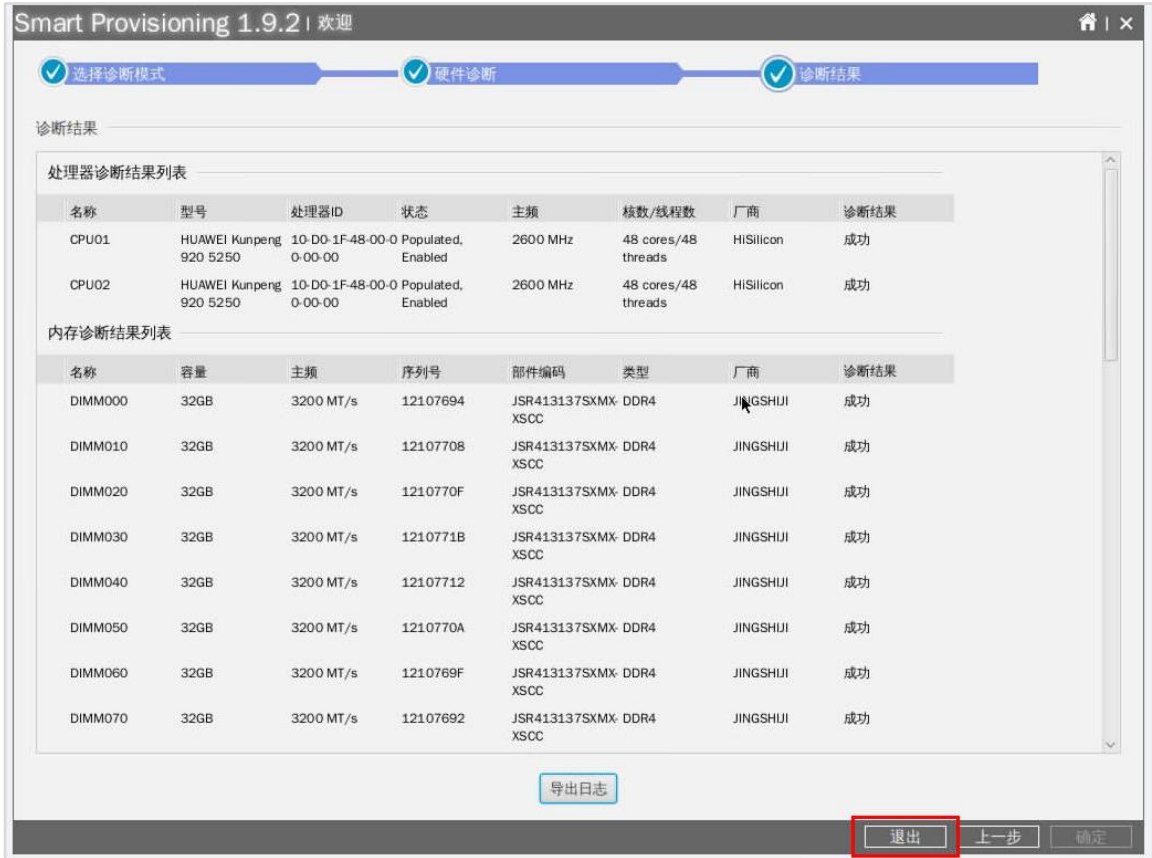 Smart Provisioning 1.9.2 | 欢迎
选择诊断模式 硬件诊断 诊断结果
诊断结果
处理器诊断结果列表
名称 型号 处理器ID 状态 主频 核数/线程数 厂商 诊断结果
CPU01 HUAWEI Kunpeng 10-D0-1F-48-00-0 Populated, 2600 MHz 48 cores/48 HiSilicon 成功
920 5250 0-00-00 Enabled threads
CPU02 HUAWEI Kunpeng 10-D0-1F-48-00-0 Populated, 2600 MHz 48 cores/48 HiSilicon 成功
920 5250 0-00-00 Enabled threads
内存诊断结果列表
名称 容量 主频 序列号 部件编码 类型 厂商 诊断结果
DIMM000 32GB 3200 MT/s 12107694 JSR413137SXMX- DDR4 JINGSHIJI 成功
XSCC
DIMM010 32GB 3200 MT/s 12107708 JSR413137SXMX- DDR4 JINGSHIJI 成功
XSCC
DIMM020 32GB 3200 MT/s 1210770F JSR413137SXMX- DDR4 JINGSHIJI 成功
XSCC
DIMM030 32GB 3200 MT/s 1210771B JSR413137SXMX- DDR4 JINGSHIJI 成功
XSCC
DIMM040 32GB 3200 MT/s 12107712 JSR413137SXMX- DDR4 JINGSHIJI 成功
XSCC
DIMM050 32GB 3200 MT/s 1210770A JSR413137SXMX- DDR4 JINGSHIJI 成功
XSCC
DIMM060 32GB 3200 MT/s 1210769F JSR413137SXMX- DDR4 JINGSHIJI 成功
XSCC
DIMM070 32GB 3200 MT/s 12107692 JSR413137SXMX- DDR4 JINGSHIJI 成功
XSCC
导出日志
退出 上一步 确定